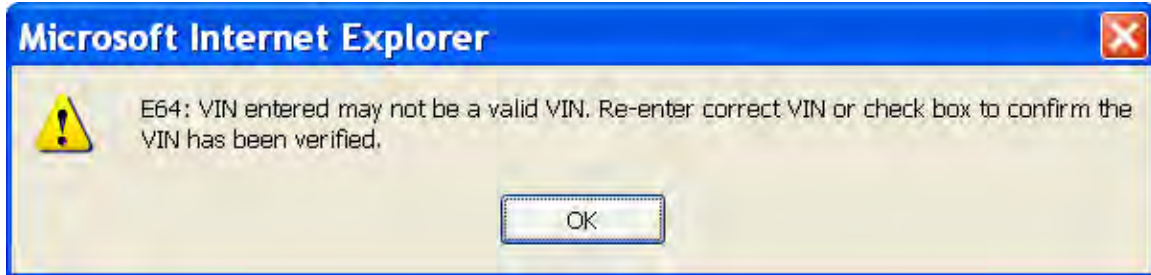 Microsoft Internet Explorer
E64: VIN entered may not be a valid VIN. Re-enter correct VIN or check box to confirm the
VIN has been verified.
OK